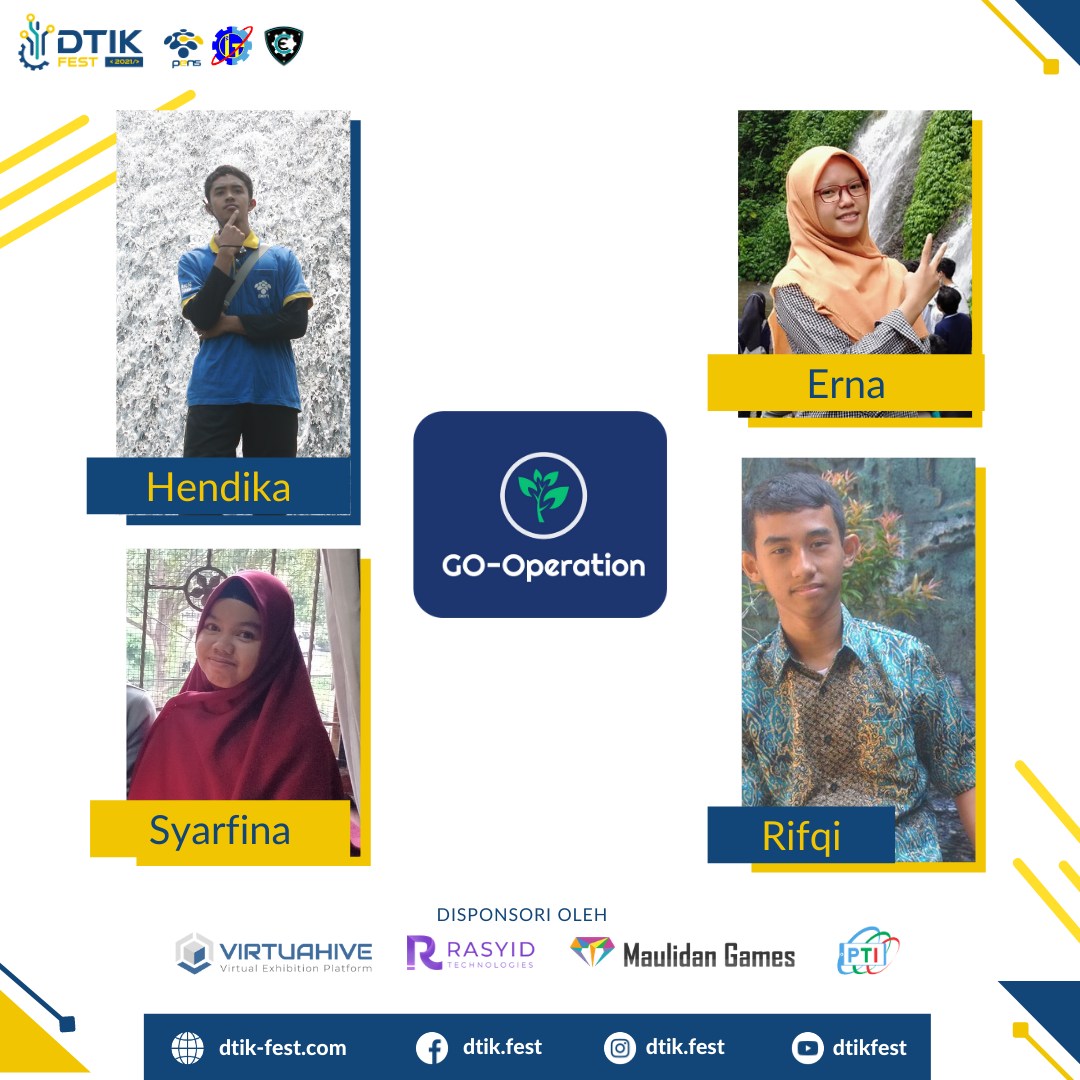 DTIK
FEST <2021/>
pens
Hendika
Erna
GO-Operation
Syarfina
Rifqi
DISPONSORI OLEH
VIRTUAHIVE
Virtual Exhibition Platform
RASYID
TECHNOLOGIES
Maulidan Games
PTI
dtik-fest.com
dtik.fest
dtik.fest
dtikfest